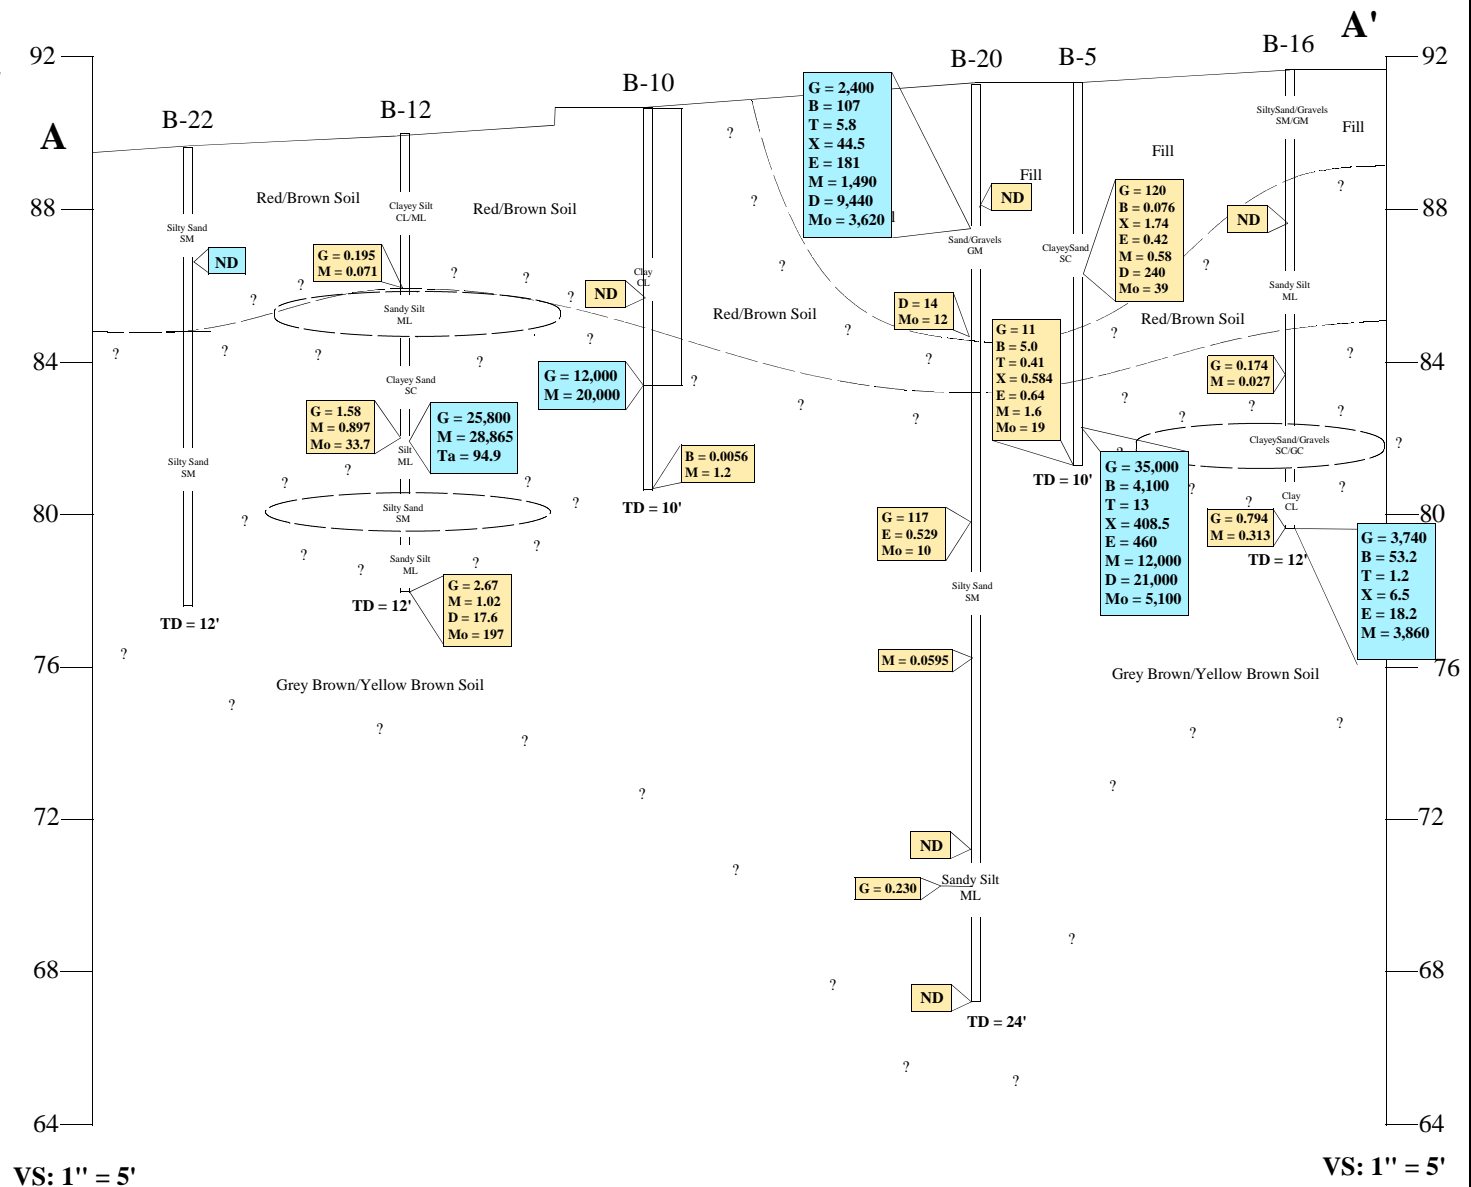 A'
92
92
B-22
B-12
B-10
B-20
B-5
B-16
A
G = 2,400
B = 107
T = 5.8
X = 44.5
E = 181
M = 1,490
D = 9,440
Mo = 3,620
SiltySand/Gravels
SM/GM
Fill
Fill
Fill
?
?
?
88
88
Red/Brown Soil
Clayey Silt
CL/ML
Red/Brown Soil
ND
G = 120
B = 0.076
X = 1.74
E = 0.42
M = 0.58
D = 240
Mo = 39
ND
Silty Sand
SM
ND
G = 0.195
M = 0.071
Sand/Gravels
GM
ClayeySand
SC
?
?
?
?
?
?
?
Clay
CL
ND
Sandy Silt
ML
Sandy Silt
ML
D = 14
Mo = 12
Red/Brown Soil
Red/Brown Soil
?
?
?
G = 11
B = 5.0
T = 0.41
X = 0.584
E = 0.64
M = 1.6
Mo = 19
84
84
?
?
?
?
?
?
G = 12,000
M = 20,000
G = 0.174
M = 0.027
Clayey Sand
SC
?
?
?
?
?
?
?
G = 1.58
M = 0.897
Mo = 33.7
G = 25,800
M = 28,865
Ta = 94.9
Silt
ML
ClayeySand/Gravels
SC/GC
?
B = 0.0056
M = 1.2
Silty Sand
SM
?
?
?
TD = 10'
G = 35,000
B = 4,100
T = 13
X = 408.5
E = 460
M = 12,000
D = 21,000
Mo = 5,100
?
?
?
Clay
CL
80
80
Silty Sand
SM
?
?
TD = 10'
G = 117
E = 0.529
Mo = 10
G = 0.794
M = 0.313
TD = 12'
G = 3,740
B = 53.2
T = 1.2
X = 6.5
E = 18.2
M = 3,860
?
?
?
?
Sandy Silt
ML
G = 2.67
M = 1.02
D = 17.6
Mo = 197
TD = 12'
TD = 12'
Silty Sand
SM
?
M = 0.0595
76
76
Grey Brown/Yellow Brown Soil
Grey Brown/Yellow Brown Soil
?
?
?
?
?
?
?
?
72
72
ND
?
G = 0.230
Sandy Silt
ML
?
68
68
?
ND
TD = 24'
?
?
64
64
VS: 1" = 5'
VS: 1" = 5'